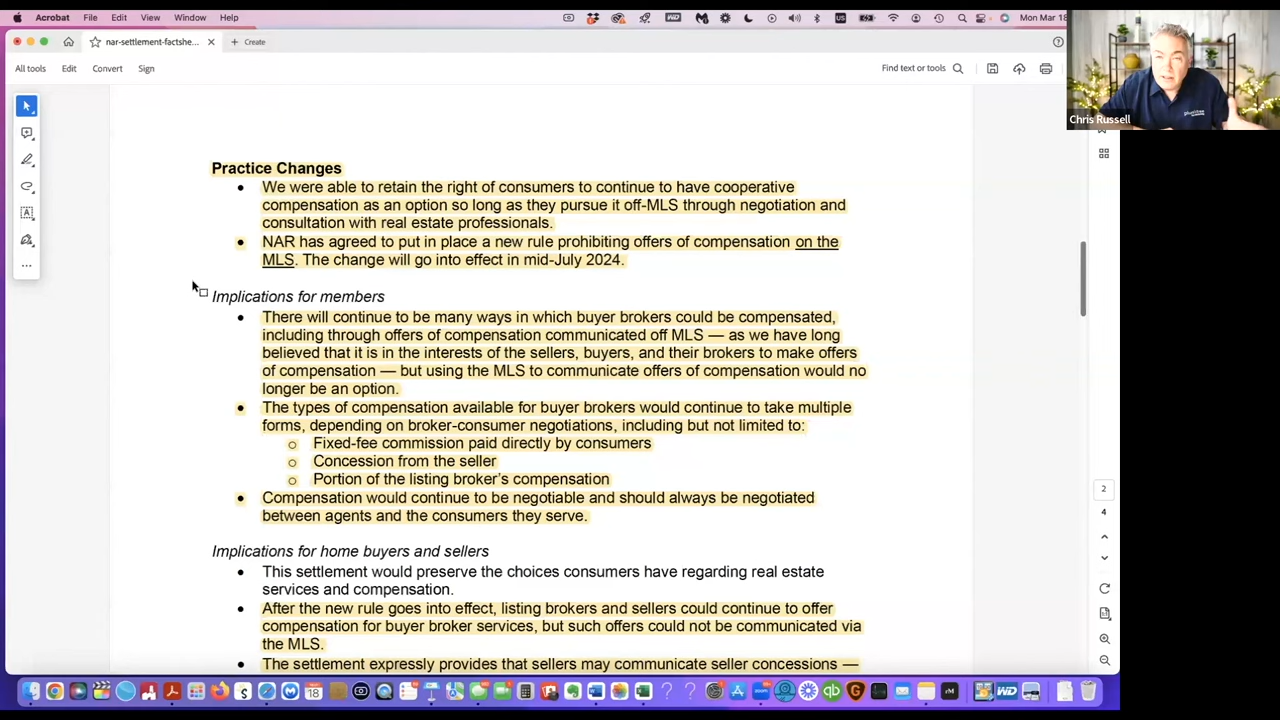 Acrobat File Edit View Window Help
Mon Mar 18
nar-settlement-factshe...
Create
All tools Edit Convert Sign
Find text or tools
Chris Russell
Practice Changes
• We were able to retain the right of consumers to continue to have cooperative
compensation as an option so long as they pursue it off-MLS through negotiation and
consultation with real estate professionals.
• NAR has agreed to put in place a new rule prohibiting offers of compensation on the
MLS. The change will go into effect in mid-July 2024.
Implications for members
• There will continue to be many ways in which buyer brokers could be compensated,
including through offers of compensation communicated off MLS — as we have long
believed that it is in the interests of the sellers, buyers, and their brokers to make offers
of compensation — but using the MLS to communicate offers of compensation would no
longer be an option.
• The types of compensation available for buyer brokers would continue to take multiple
forms, depending on broker-consumer negotiations, including but not limited to:
o Fixed-fee commission paid directly by consumers
o Concession from the seller
o Portion of the listing broker's compensation
• Compensation would continue to be negotiable and should always be negotiated
between agents and the consumers they serve.
2
4
Implications for home buyers and sellers
• This settlement would preserve the choices consumers have regarding real estate
services and compensation.
• After the new rule goes into effect, listing brokers and sellers could continue to offer
compensation for buyer broker services, but such offers could not be communicated via
the MLS.
• The settlement expressly provides that sellers may communicate seller concessions —